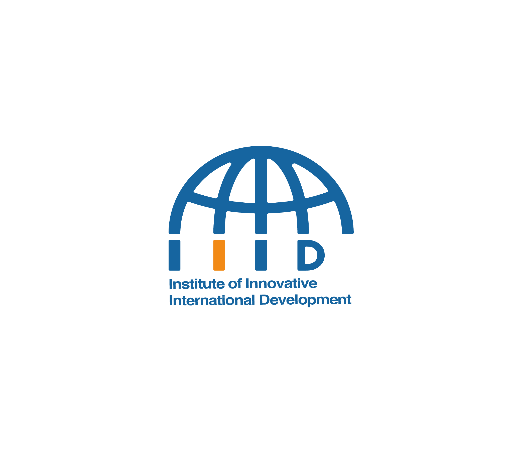 IIID
Institute of Innovative
International Development